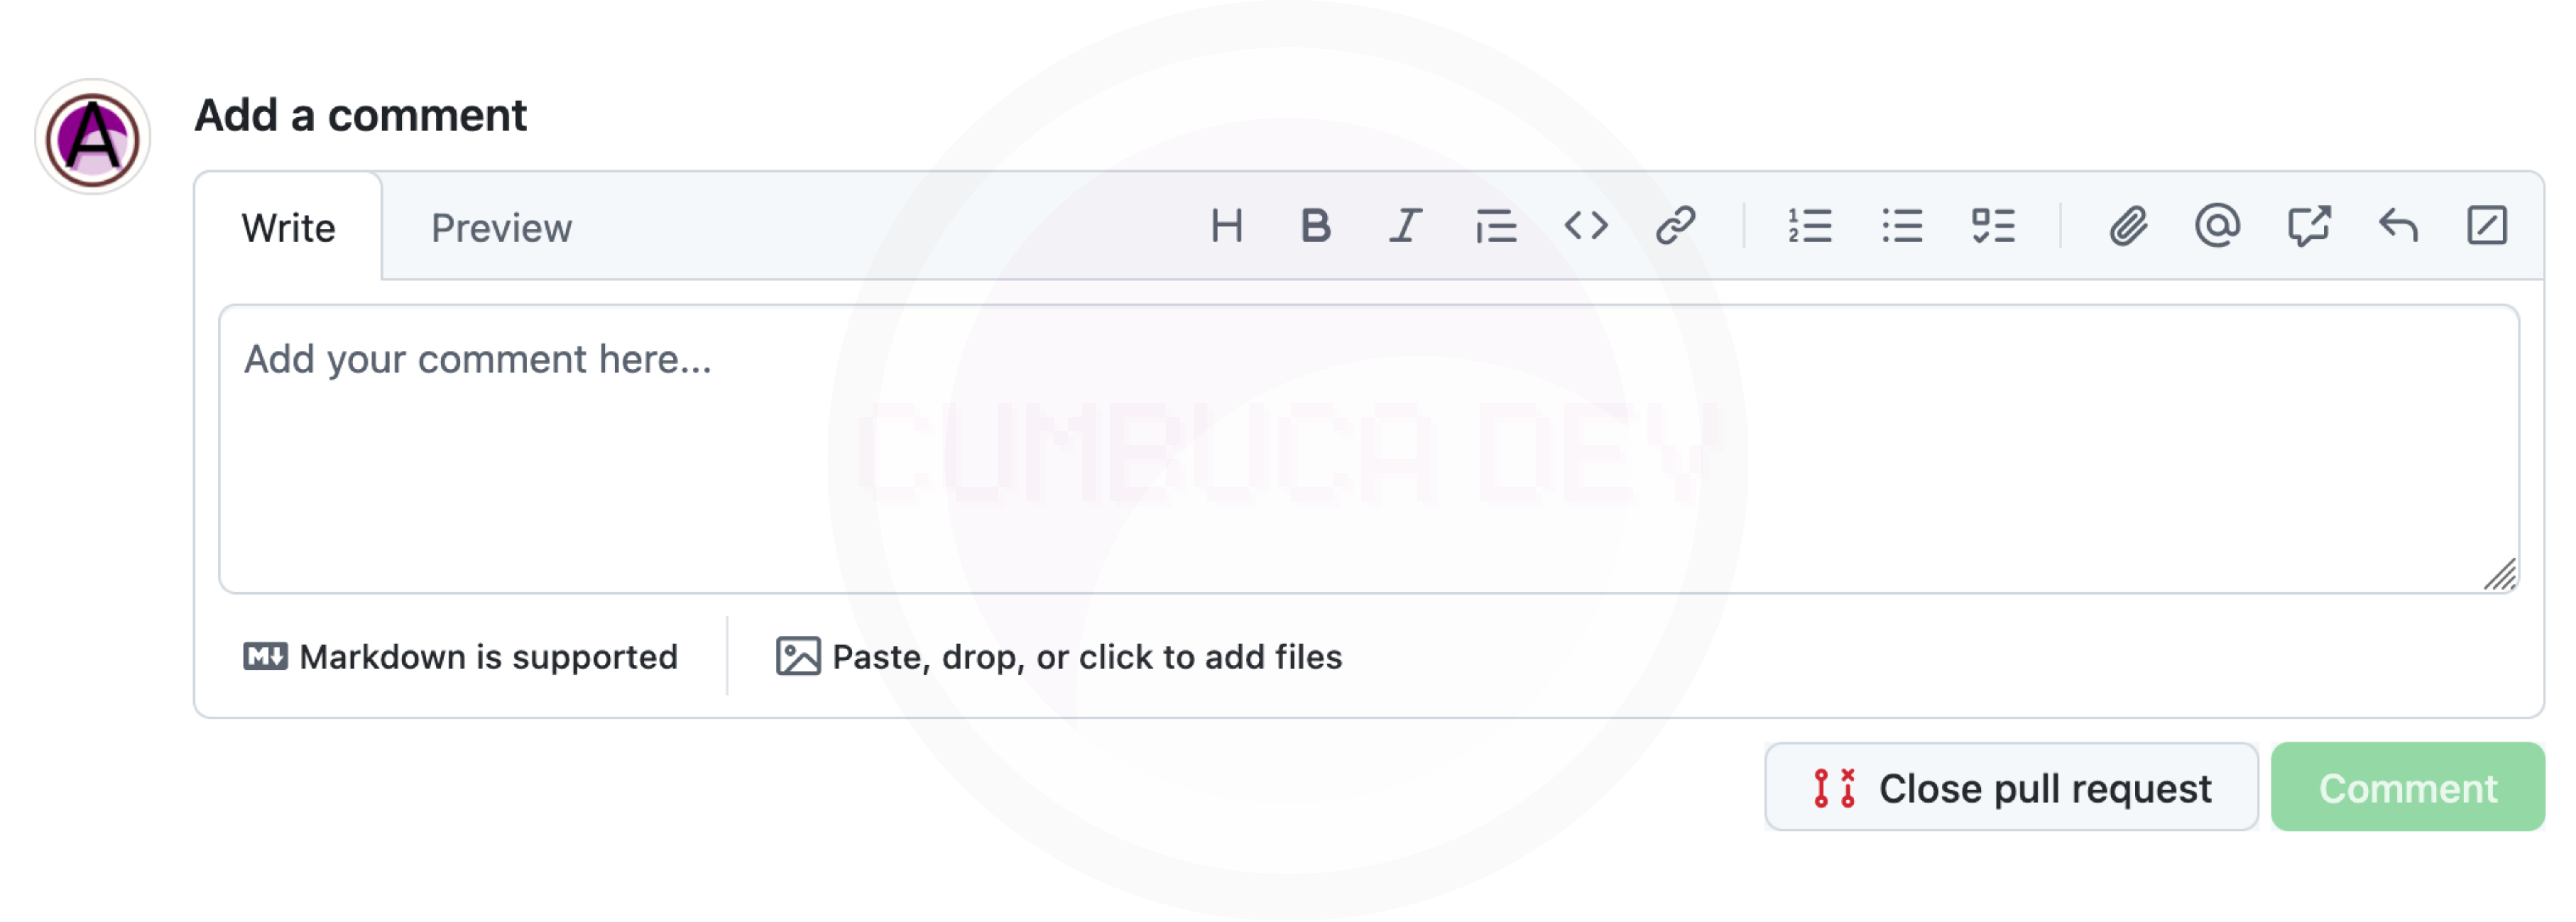 A
Add a comment
Write
Preview
H B I
Add your comment here...
CUMBUCA DEV
M Markdown is supported
Paste, drop, or click to add files
Close pull request
Comment